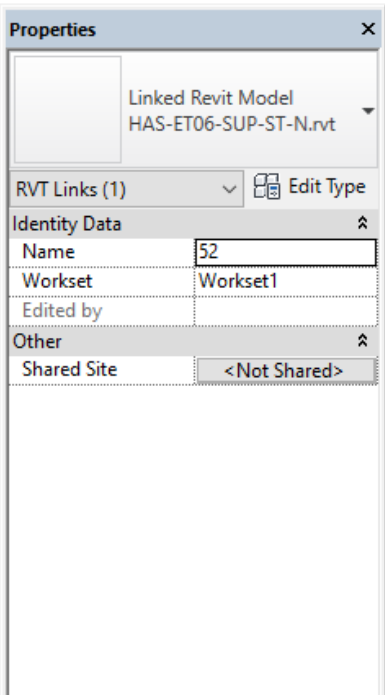 Properties
Linked Revit Model
HAS-ET06-SUP-ST-N.rvt
RVT Links (1) Edit Type
Identity Data
Name 52
Workset Workset1
Edited by
Other
Shared Site <Not Shared>